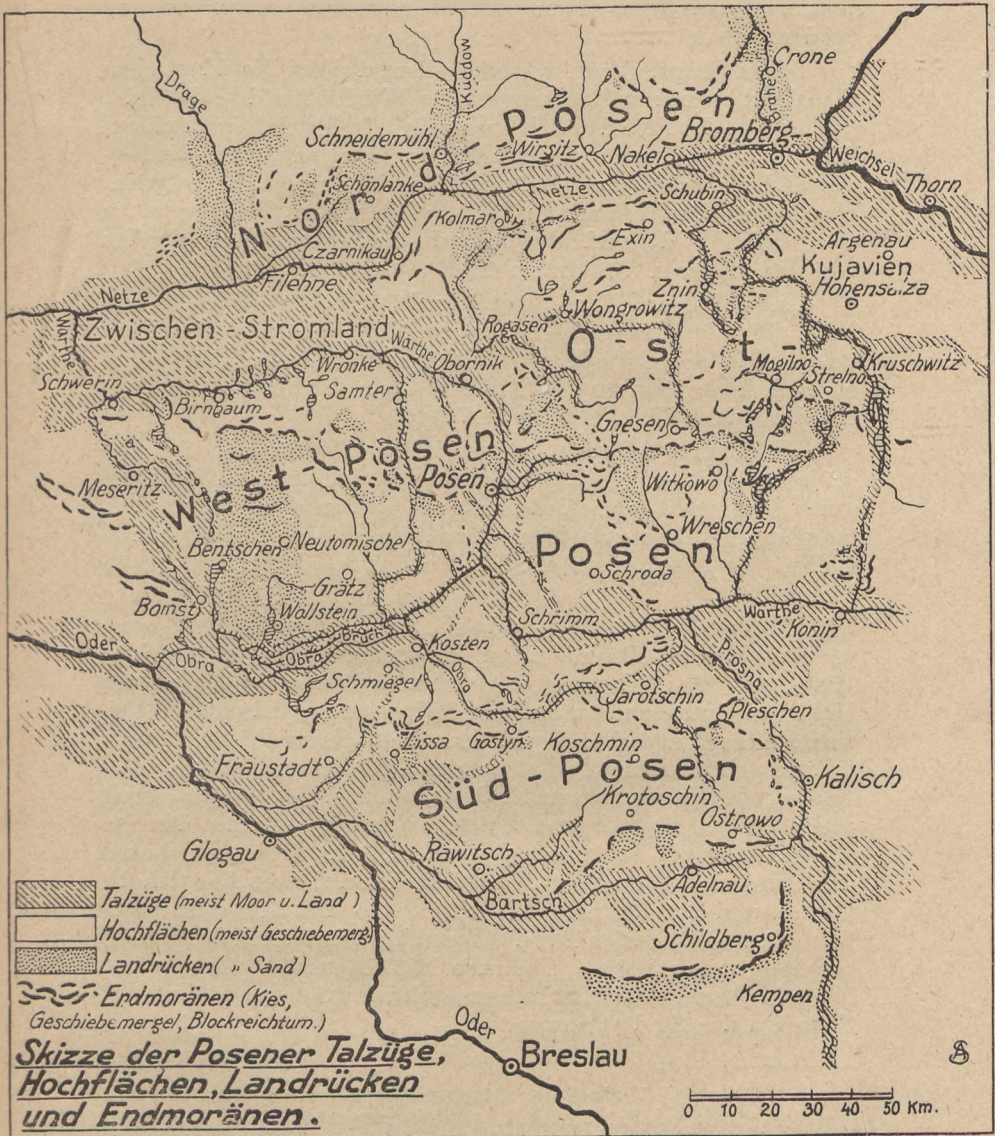 Drage
Küddow
Crone
Brahe
Posen
Bromberg
Schneidemühl
Wirsitz
Nakel
Weichsel
Thorn
Schönlanke
Netze
Schubin
Nord
Kolmar
Exin
Argenau
Czarnikau
Kujavien
Filehne
Znin
Hohensalza
Netze
Wongrowitz
Warthe
Zwischen-Stromland
Warthe
Rogasen
Ost-
Wronke
Obornik
Mogilno
Kruschwitz
Schwerin
Samter
Strelno
Birnbaum
Gnesen
West-Posen
Posen
Meseritz
Witkowo
Wreschen
Bentschen
Neutomischel
Posen
Grätz
Schroda
Bomst
Wollstein
Warthe
Bruch
Schrimm
Konin
Oder
Obra
Obra
Kosten
Prosna
Schmiegel
Obra
Jarotschin
Pleschen
Lissa
Gostyn
Koschmin
Fraustadt
Süd-Posen
Kalisch
Krotoschin
Ostrowo
Glogau
Rawitsch
Adelnau
Bartsch
Talzüge (meist Moor u. Land)
Hochflächen (meist Geschiebemerg)
Schildberg
Landrücken ( „ Sand)
Endmoränen (Kies,
Kempen
Geschiebemergel, Blockreichtum.)
Oder
Skizze der Posener Talzüge,
Breslau
Hochflächen, Landrücken
und Endmoränen.
0 10 20 30 40 50 Km.